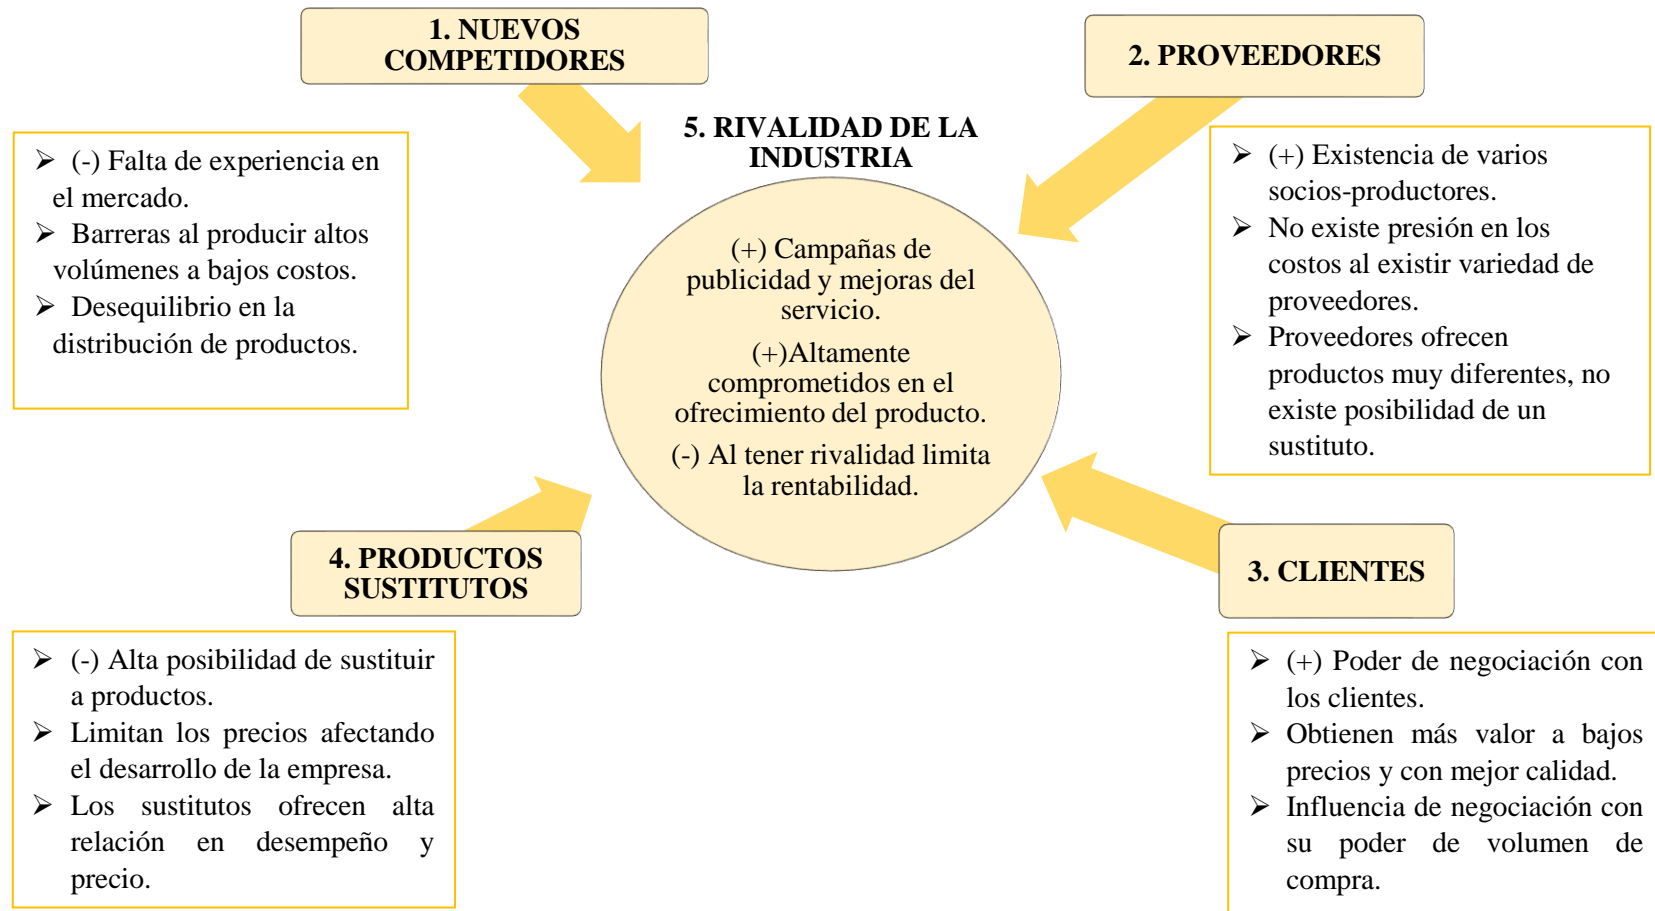 1. NUEVOS
COMPETIDORES
➢ (-) Falta de experiencia en
el mercado.
➢ Barreras al producir altos
volúmenes a bajos costos.
➢ Desequilibrio en la
distribución de productos.
2. PROVEEDORES
➢ (+) Existencia de varios
socios-productores.
➢ No existe presión en los
costos al existir variedad de
proveedores.
➢ Proveedores ofrecen
productos muy diferentes, no
existe posibilidad de un
sustituto.
5. RIVALIDAD DE LA
INDUSTRIA
(+) Campañas de
publicidad y mejoras del
servicio.
(+)Altamente
comprometidos en el
ofrecimiento del producto.
(-) Al tener rivalidad limita
la rentabilidad.
4. PRODUCTOS
SUSTITUTOS
➢ (-) Alta posibilidad de sustituir
a productos.
➢ Limitan los precios afectando
el desarrollo de la empresa.
➢ Los sustitutos ofrecen alta
relación en desempeño y
precio.
3. CLIENTES
➢ (+) Poder de negociación con
los clientes.
➢ Obtienen más valor a bajos
precios y con mejor calidad.
➢ Influencia de negociación con
su poder de volumen de
compra.